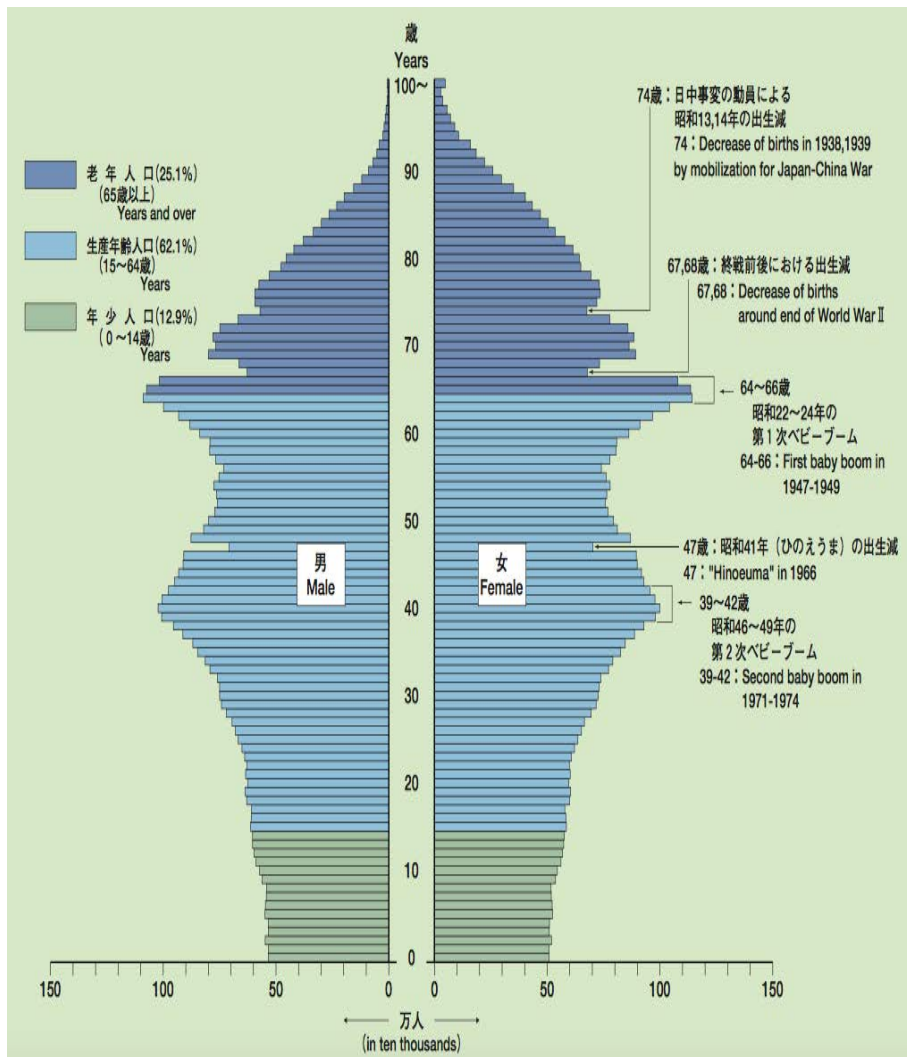 歳
Years
100～
90
80
70
60
50
40
30
20
10
0
老年人口(25.1%)
(65歳以上)
Years and over
生産年齢人口(62.1%)
(15～64歳)
Years
年少人口(12.9%)
(0～14歳)
Years
男
Male
女
Female
74歳：日中事変の動員による
昭和13,14年の出生減
74：Decrease of births in 1938,1939
by mobilization for Japan-China War
67,68歳：終戦前後における出生減
67,68：Decrease of births
around end of World War Ⅱ
64～66歳
昭和22～24年の
第1次ベビーブーム
64-66：First baby boom in
1947-1949
47歳：昭和41年（ひのえうま）の出生減
47："Hinoeuma" in 1966
39～42歳
昭和46～49年の
第2次ベビーブーム
39-42：Second baby boom in
1971-1974
150 100 50 0 0 50 100 150
万人
(in ten thousands)